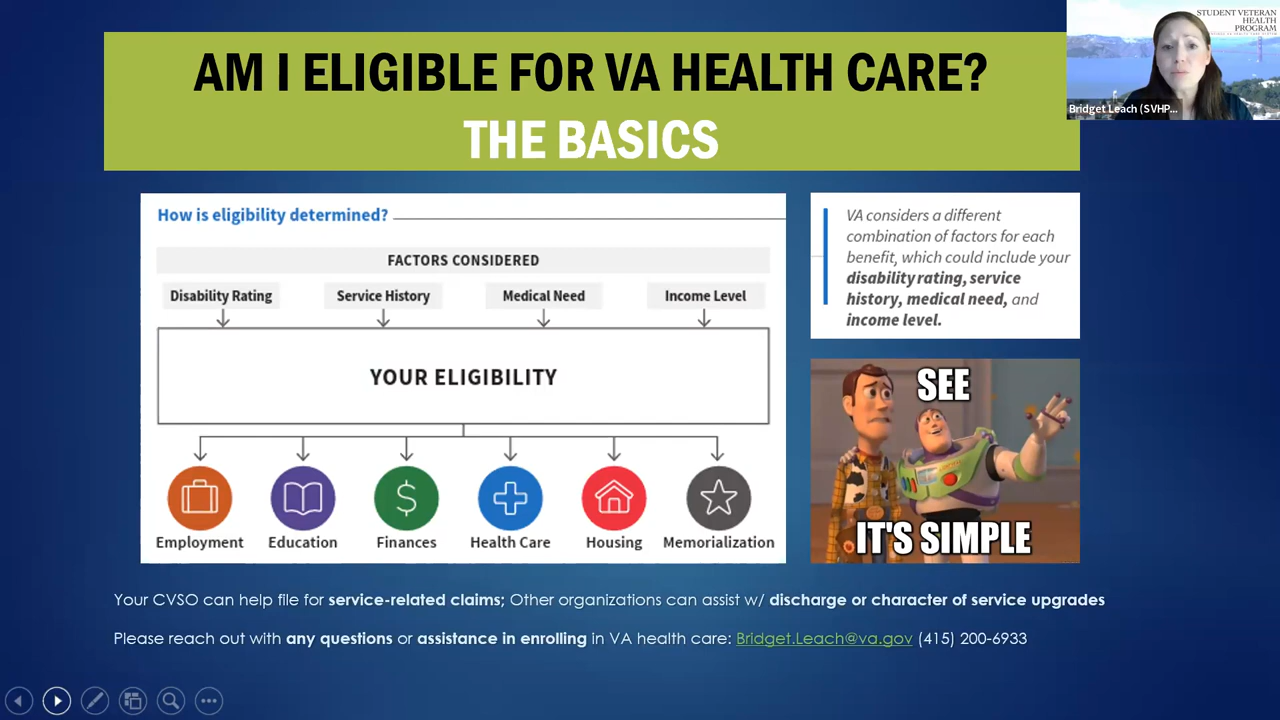 AM I ELIGIBLE FOR VA HEALTH CARE?
THE BASICS
STUDENT VETERAN
HEALTH
PROGRAM
Bridget Leach (SVHP...
How is eligibility determined?
FACTORS CONSIDERED
Disability Rating
Service History
Medical Need
Income Level
YOUR ELIGIBILITY
Employment
Education
Finances
Health Care
Housing
Memorialization
VA considers a different
combination of factors for each
benefit, which could include your
disability rating, service
history, medical need, and
income level.
SEE
IT'S SIMPLE
Your CVSO can help file for service-related claims; Other organizations can assist w/ discharge or character of service upgrades
Please reach out with any questions or assistance in enrolling in VA health care: Bridget.Leach@va.gov (415) 200-6933